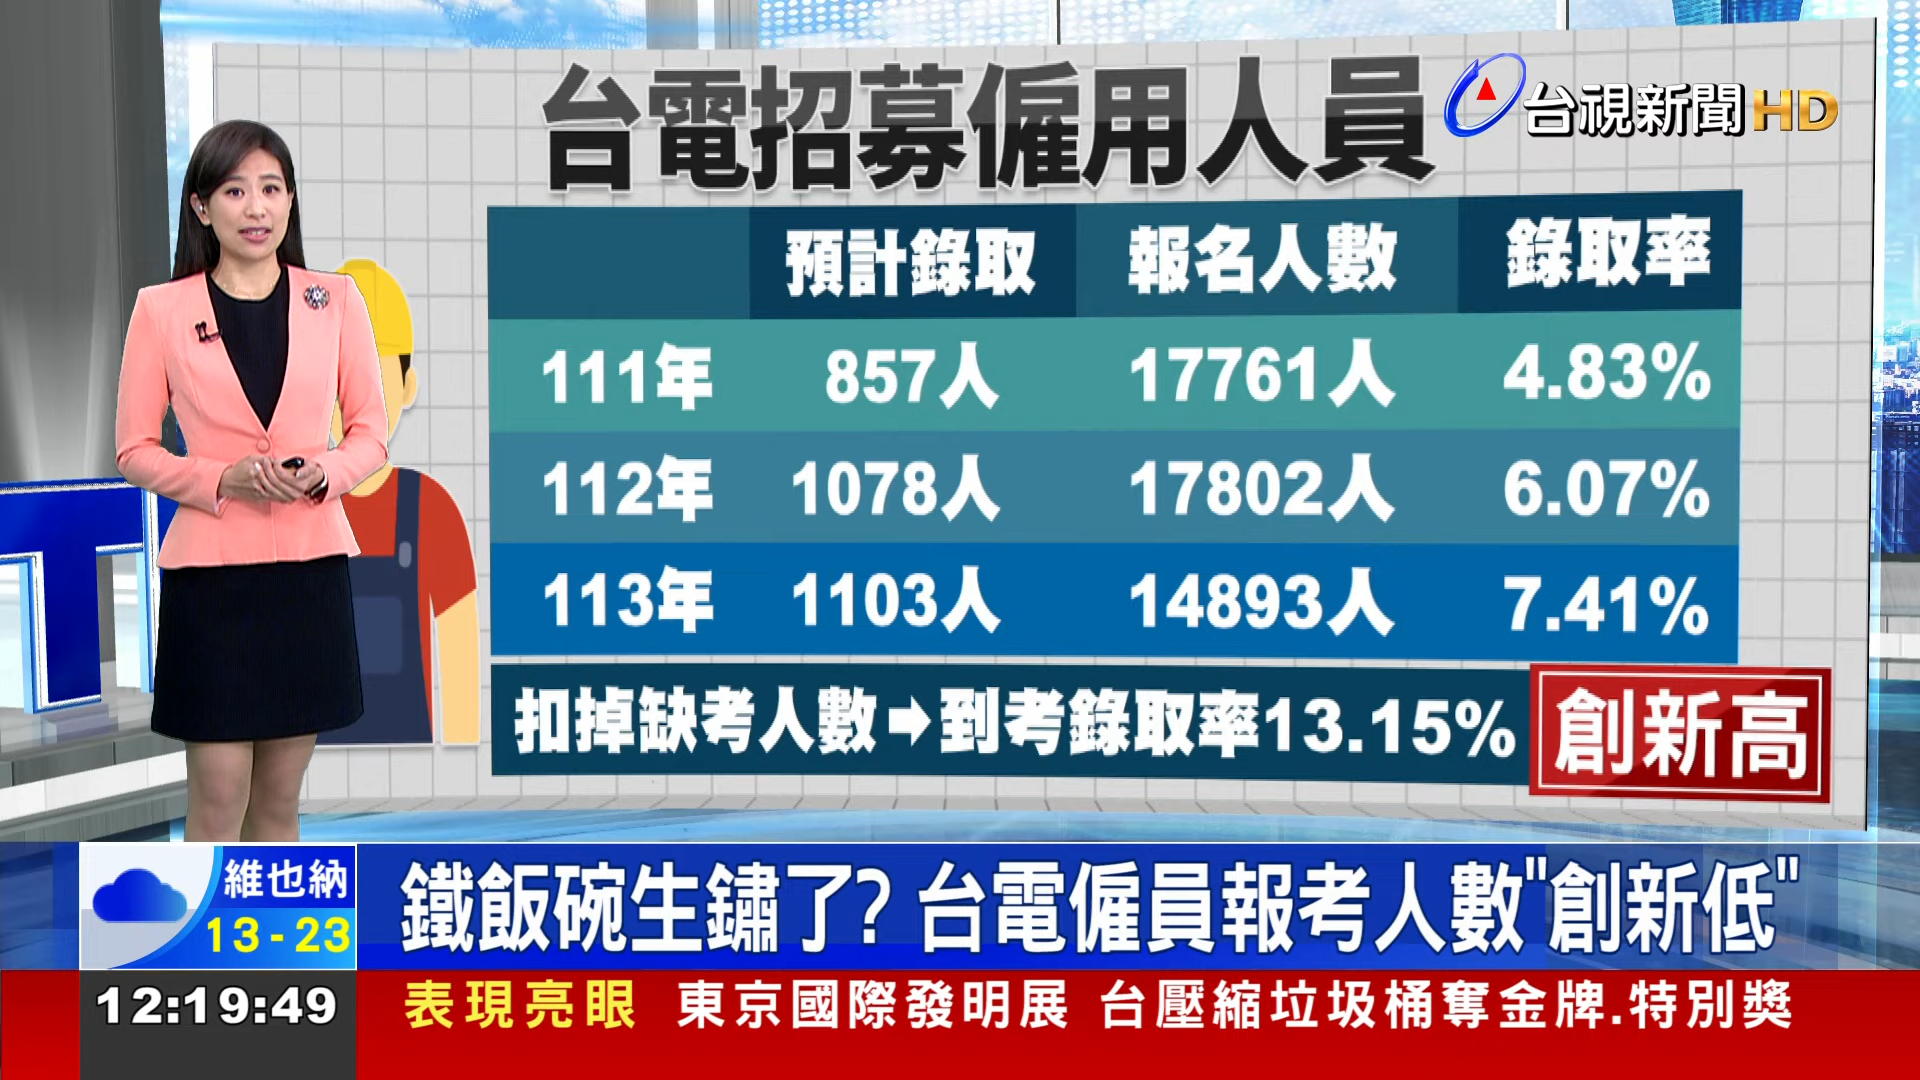 台電招募僱用人員
台視新聞HD
預計錄取 報名人數 錄取率
111年 857人 17761人 4.83%
112年 1078人 17802人 6.07%
113年 1103人 14893人 7.41%
扣掉缺考人數➡到考錄取率13.15% 創新高
維也納
13-23
鐵飯碗生鏽了? 台電僱員報考人數"創新低"
12:19:49
表現亮眼 東京國際發明展 台壓縮垃圾桶奪金牌.特別獎